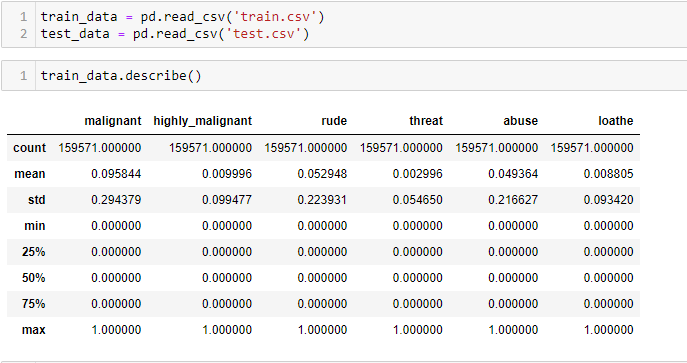 1 train_data = pd.read_csv('train.csv')
2 test_data = pd.read_csv('test.csv')
1 train_data.describe()
malignant highly_malignant rude threat abuse loathe
count 159571.000000 159571.000000 159571.000000 159571.000000 159571.000000 159571.000000
mean 0.095844 0.009996 0.052948 0.002996 0.049364 0.008805
std 0.294379 0.099477 0.223931 0.054650 0.216627 0.093420
min 0.000000 0.000000 0.000000 0.000000 0.000000 0.000000
25% 0.000000 0.000000 0.000000 0.000000 0.000000 0.000000
50% 0.000000 0.000000 0.000000 0.000000 0.000000 0.000000
75% 0.000000 0.000000 0.000000 0.000000 0.000000 0.000000
max 1.000000 1.000000 1.000000 1.000000 1.000000 1.000000